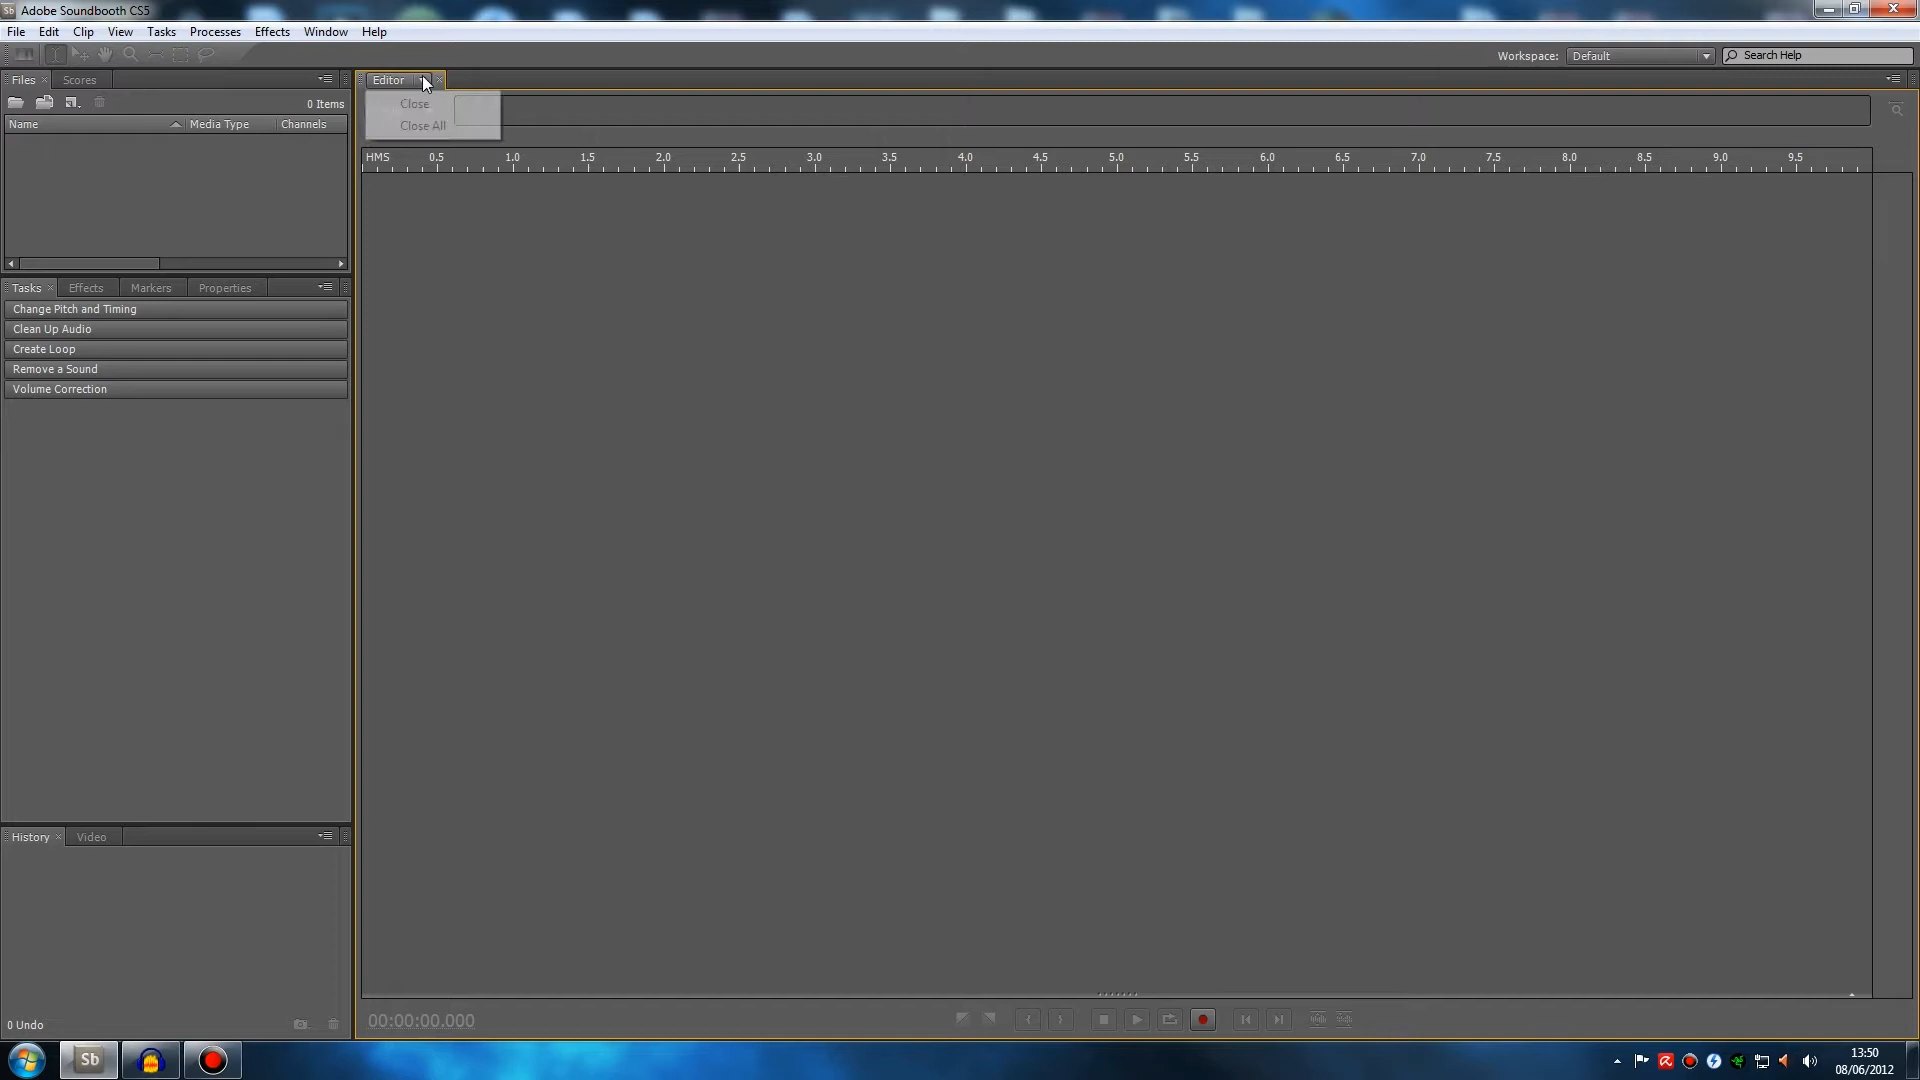 Sb Adobe Soundbooth CS5
File Edit Clip View Tasks Processes Effects Window Help
Workspace: Default Search Help
Files Scores
Editor
0 Items
Close
Close All
Name Media Type Channels
HMS 0.5 1.0 1.5 2.0 2.5 3.0 3.5 4.0 4.5 5.0 5.5 6.0 6.5 7.0 7.5 8.0 8.5 9.0 9.5
Tasks Effects Markers Properties
Change Pitch and Timing
Clean Up Audio
Create Loop
Remove a Sound
Volume Correction
History Video
0 Undo
00:00:00.000
Sb
13:50
08/06/2012